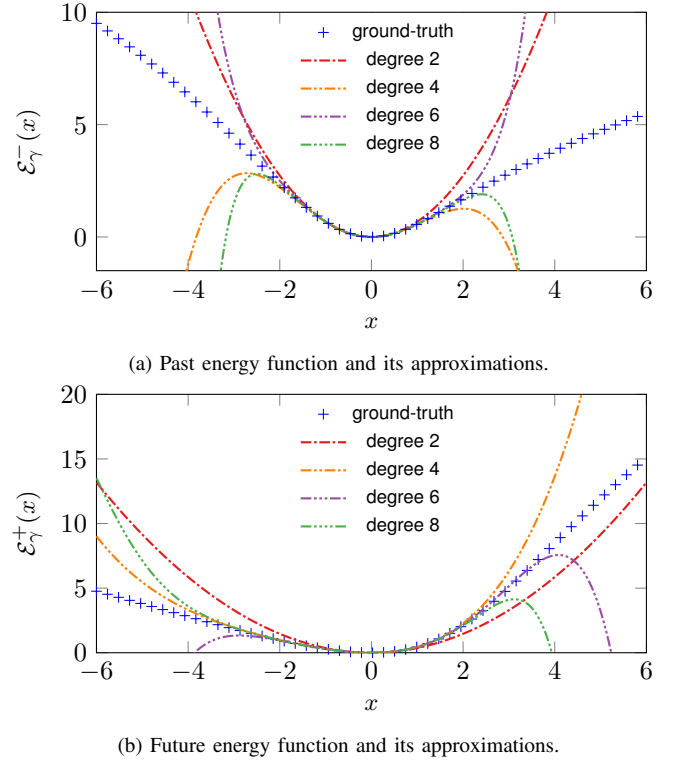 10
5
0
ℰγ⁻(x)
ground-truth
degree 2
degree 4
degree 6
degree 8
−6 −4 −2 0 2 4 6
x
(a) Past energy function and its approximations.
20
15
10
5
0
ℰγ⁺(x)
ground-truth
degree 2
degree 4
degree 6
degree 8
−6 −4 −2 0 2 4 6
x
(b) Future energy function and its approximations.